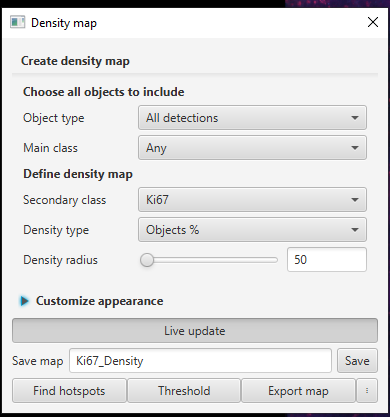 Density map
Create density map
Choose all objects to include
Object type All detections
Main class Any
Define density map
Secondary class Ki67
Density type Objects %
Density radius 50
Customize appearance
Live update
Save map Ki67_Density Save
Find hotspots Threshold Export map